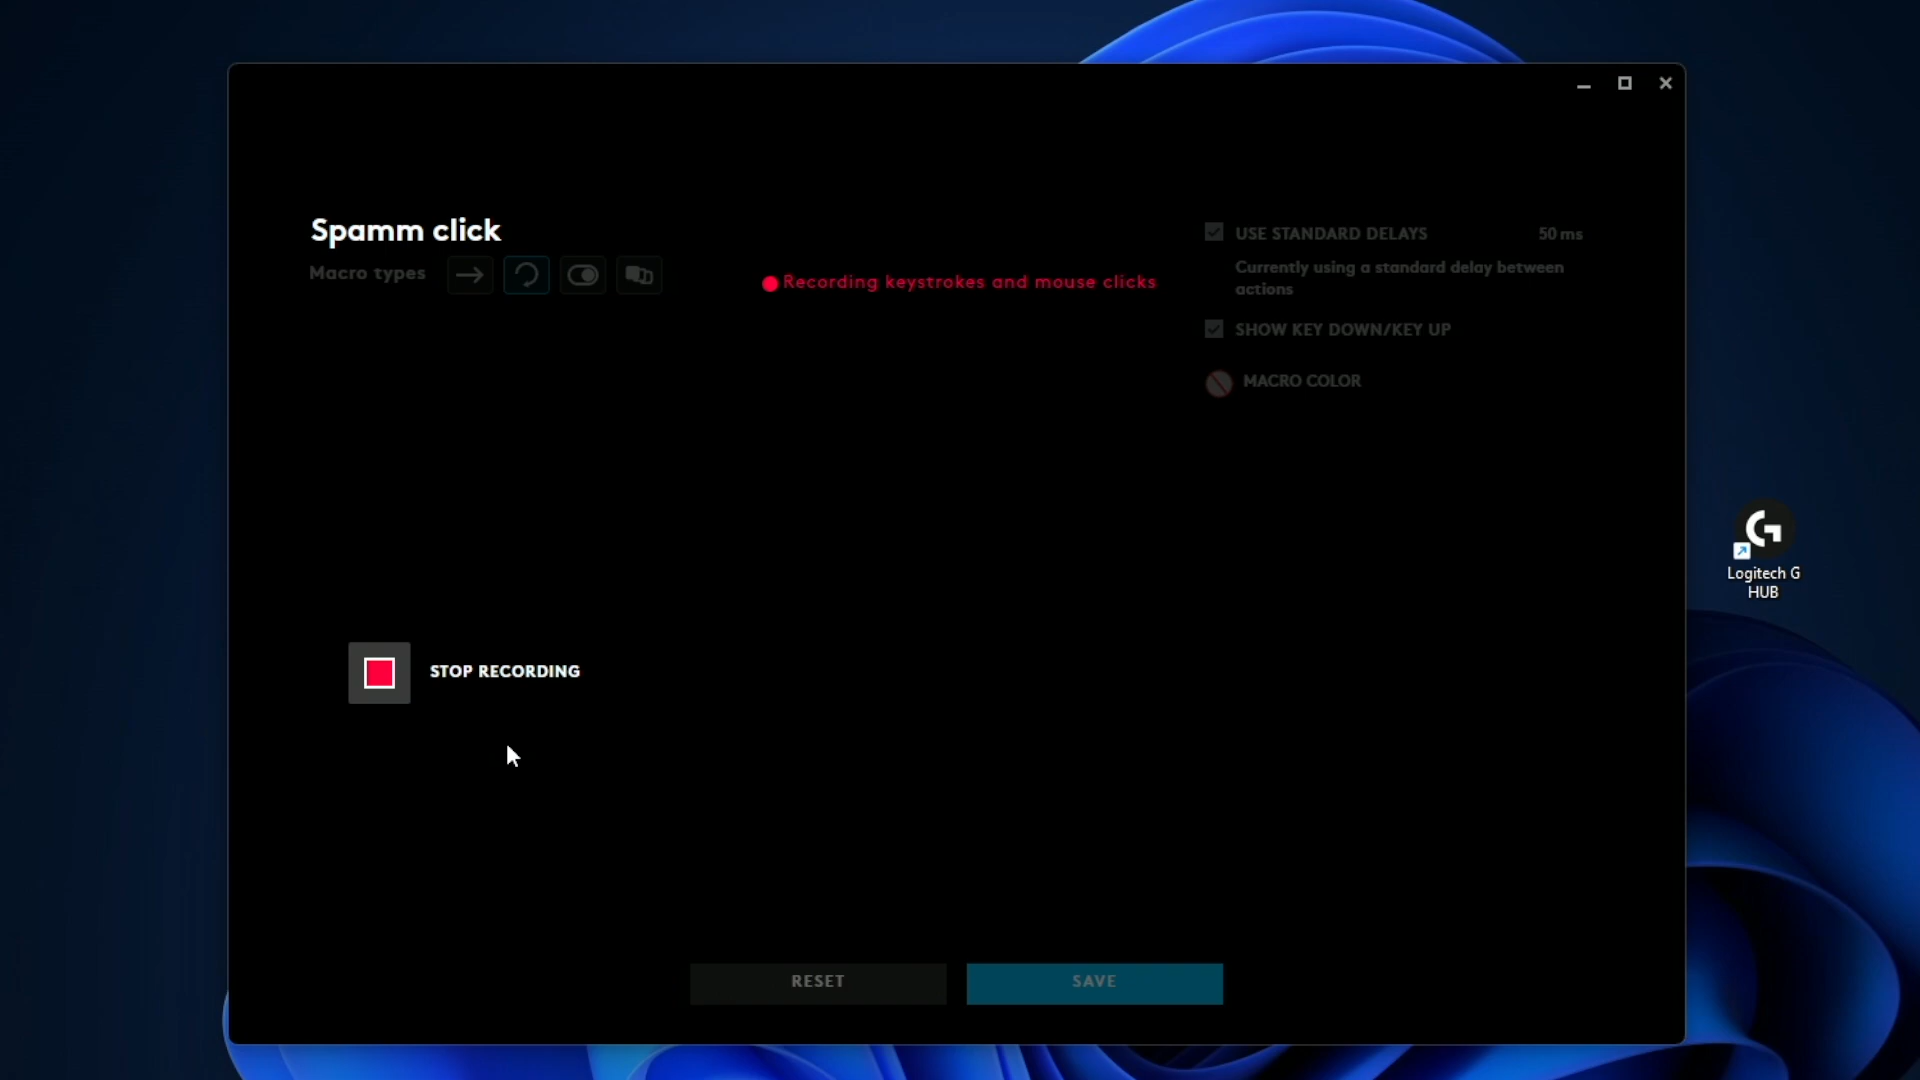 Spamm click
Macro types
Recording keystrokes and mouse clicks
USE STANDARD DELAYS 50 ms
Currently using a standard delay between
actions
SHOW KEY DOWN/KEY UP
MACRO COLOR
Logitech G
HUB
STOP RECORDING
RESET SAVE